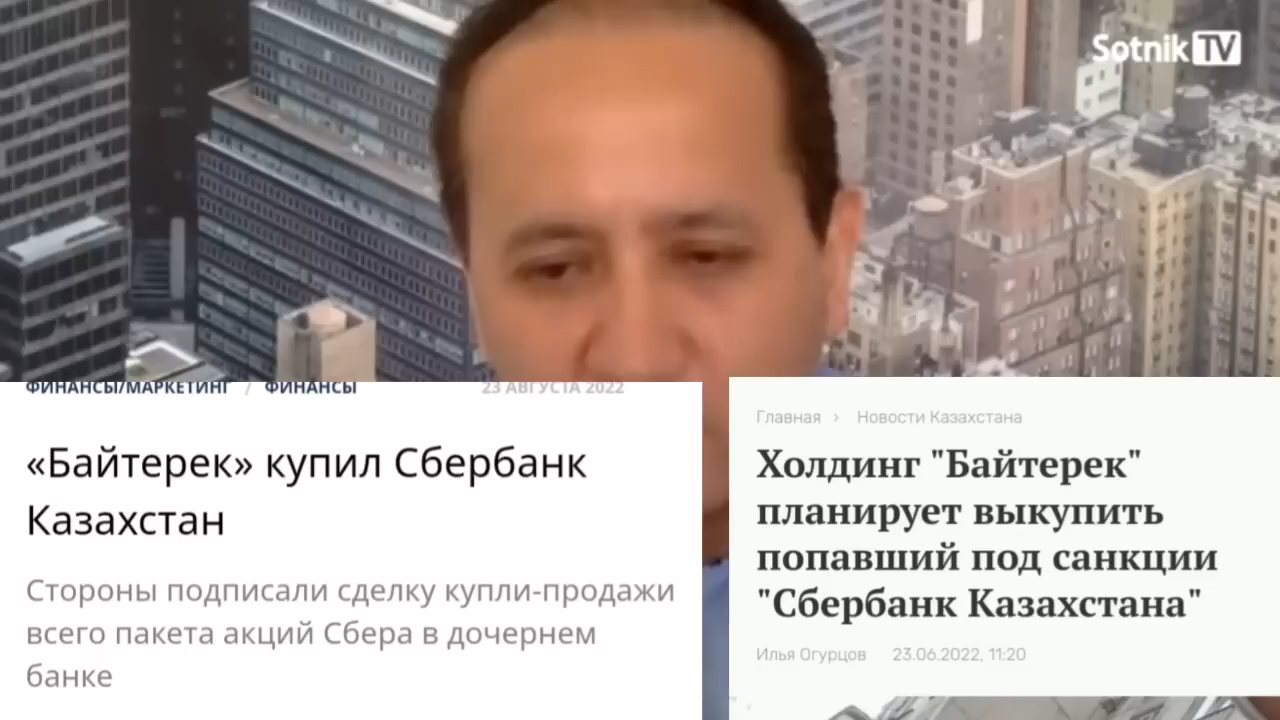 Sotnik TV
ФИНАНСЫ/МАРКЕТИНГ / ФИНАНСЫ 23 АВГУСТА 2022
«Байтерек» купил Сбербанк
Казахстан
Стороны подписали сделку купли-продажи
всего пакета акций Сбера в дочернем
банке
Главная › Новости Казахстана
Холдинг "Байтерек"
планирует выкупить
попавший под санкции
"Сбербанк Казахстана"
Илья Огурцов 23.06.2022, 11:20